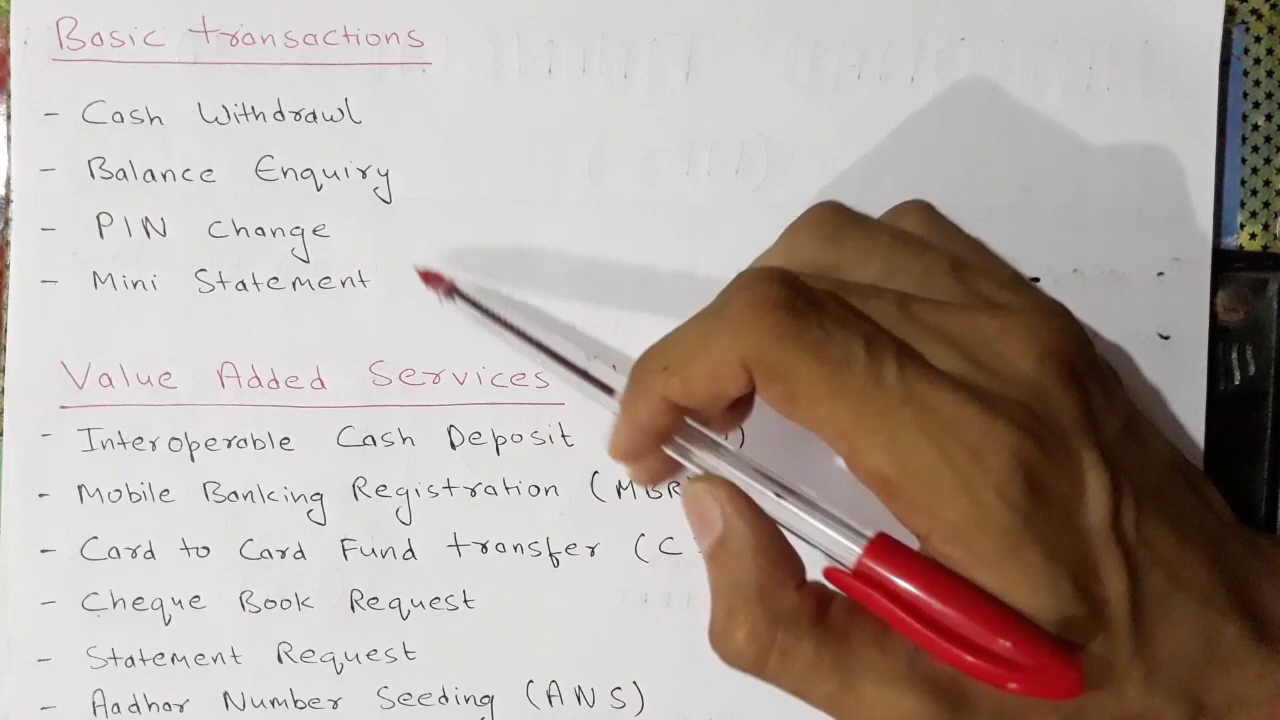 Basic transactions
- Cash Withdrawl
- Balance Enquiry
- PIN change
- Mini Statement
Value Added Services
- Interoperable Cash Deposit
- Mobile Banking Registration (MBR)
- Card to Card Fund transfer (C
- Cheque Book Request
- Statement Request
- Aadhar Number Seeding (ANS)